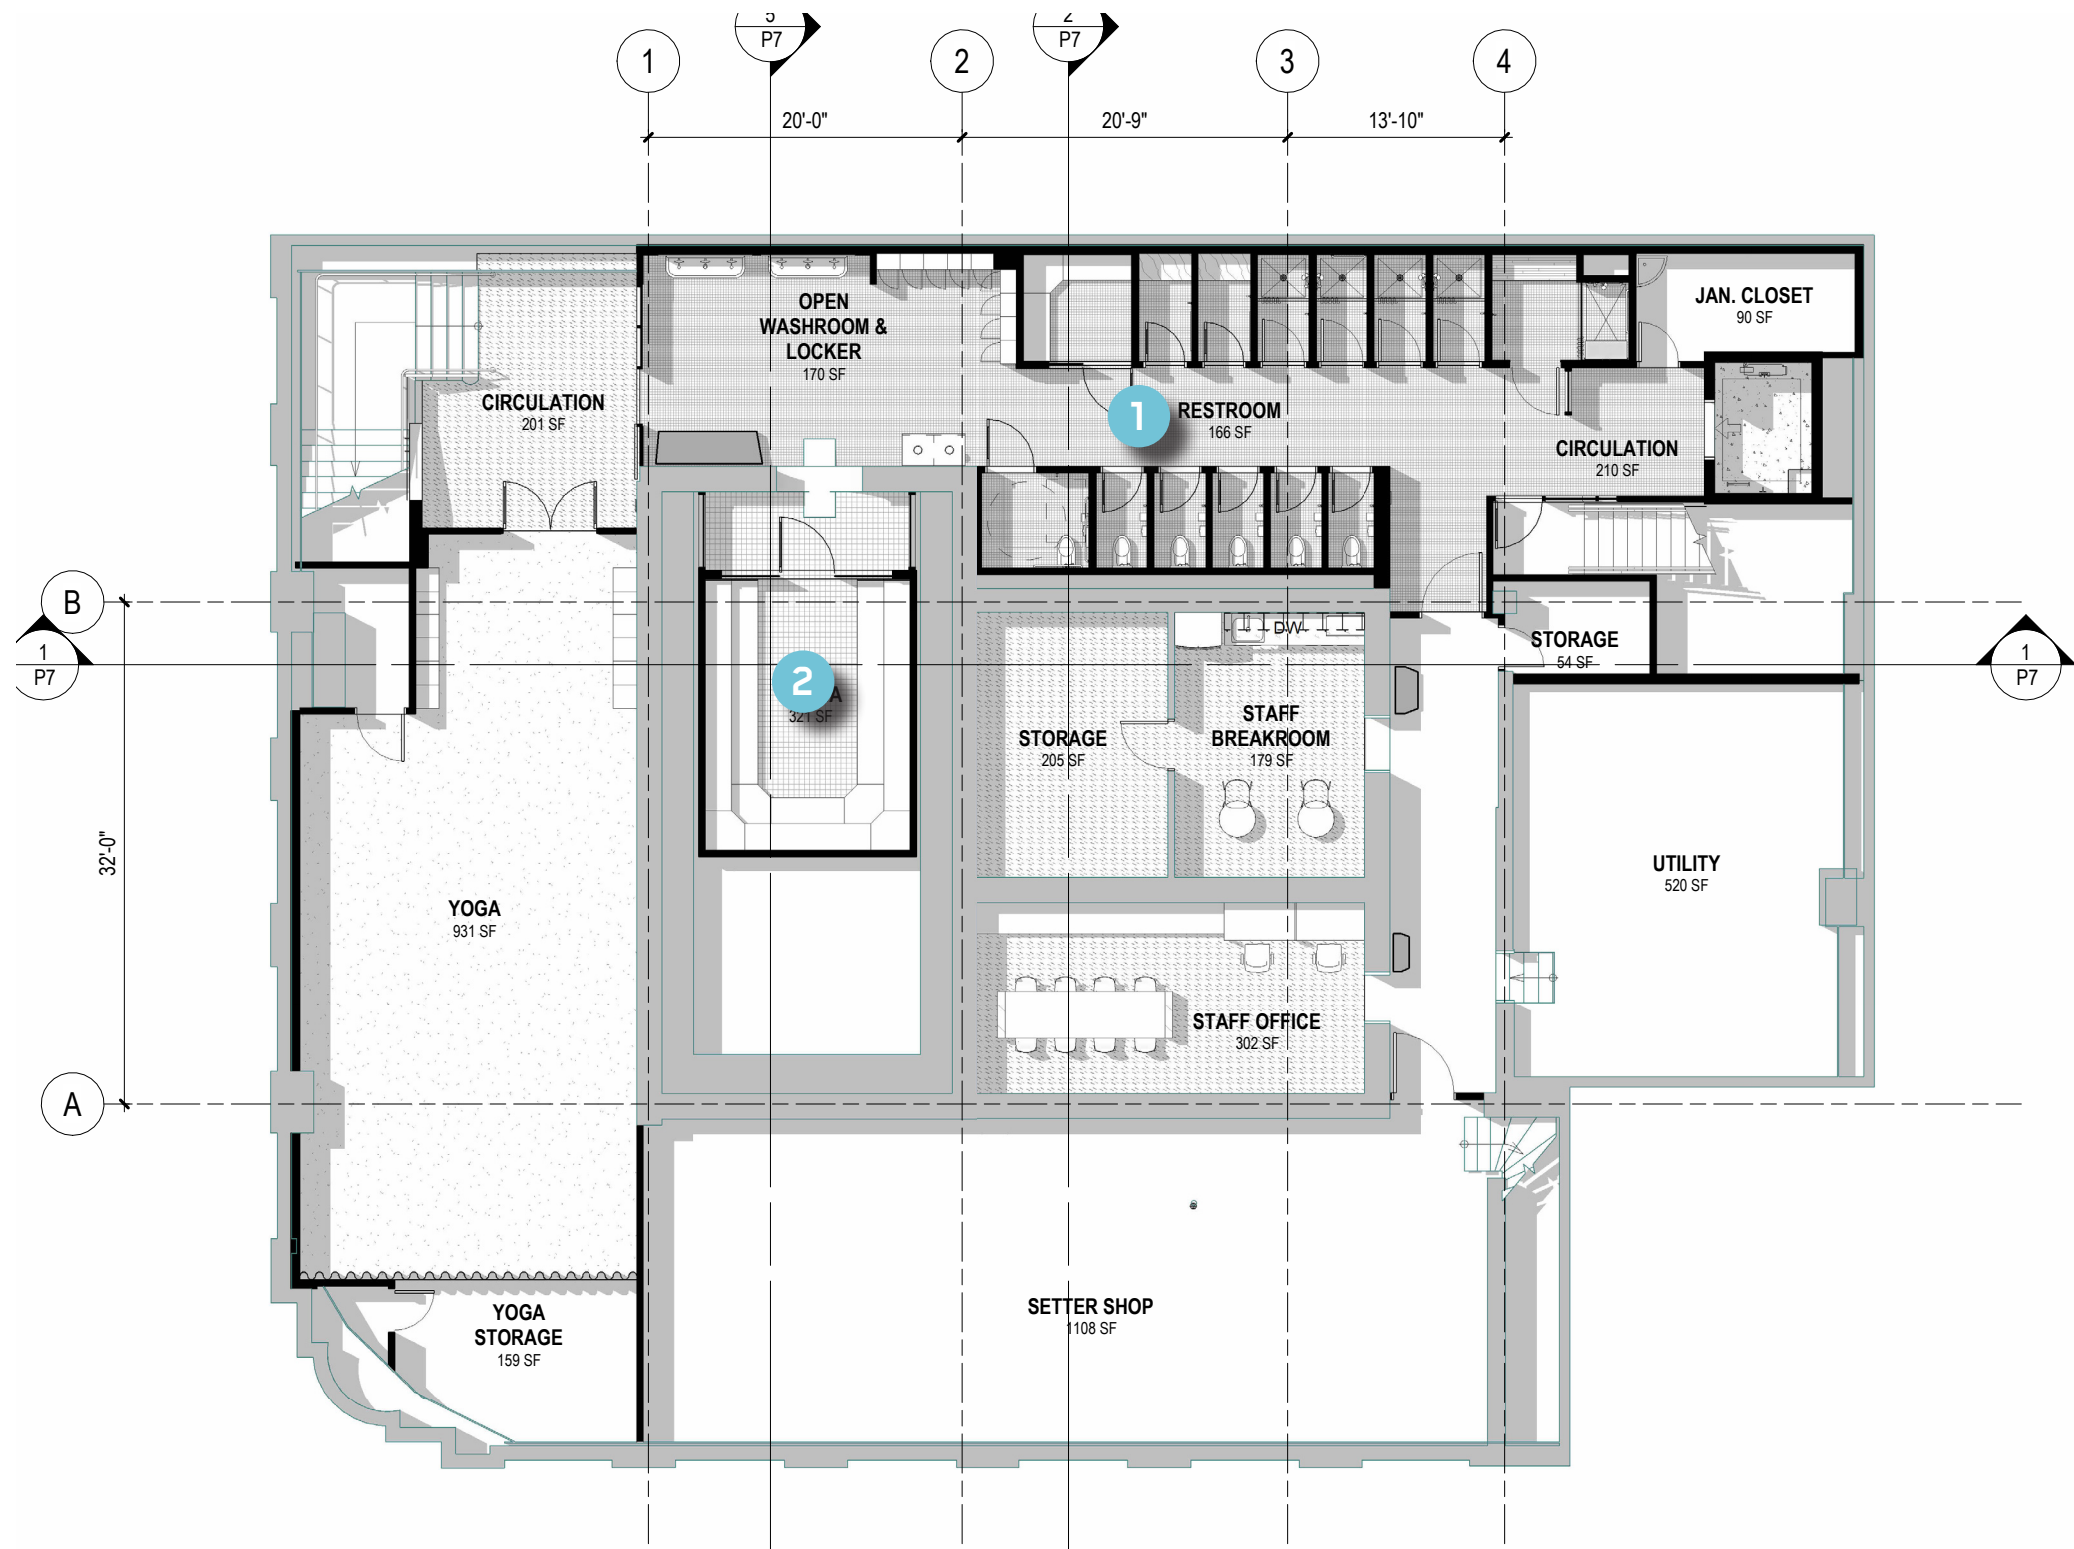 5
P7
2
P7
1
2
3
4
20'-0"
20'-9"
13'-10"
OPEN
WASHROOM &
LOCKER
170 SF
JAN. CLOSET
90 SF
CIRCULATION
201 SF
1
RESTROOM
166 SF
CIRCULATION
210 SF
B
1
P7
DW
STORAGE
54 SF
1
P7
2
321 SF
STORAGE
205 SF
STAFF
BREAKROOM
179 SF
32'-0"
UTILITY
520 SF
YOGA
931 SF
STAFF OFFICE
302 SF
A
YOGA
STORAGE
159 SF
SETTER SHOP
1108 SF